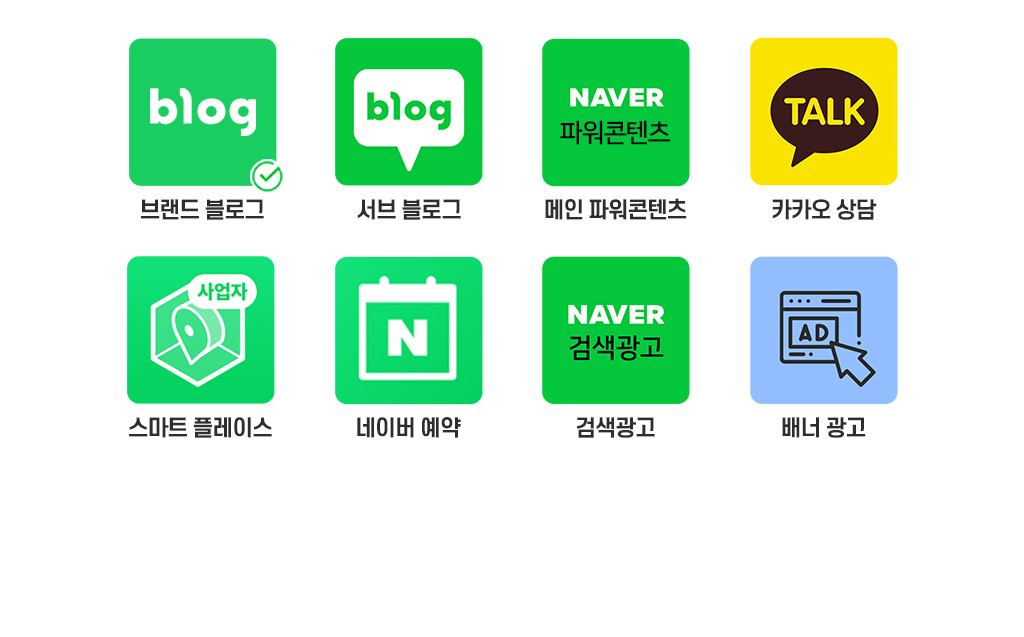 blog
브랜드 블로그
blog
서브 블로그
NAVER
파워콘텐츠
메인 파워콘텐츠
TALK
카카오 상담
사업자
스마트 플레이스
N
네이버 예약
NAVER
검색광고
검색광고
AD
배너 광고